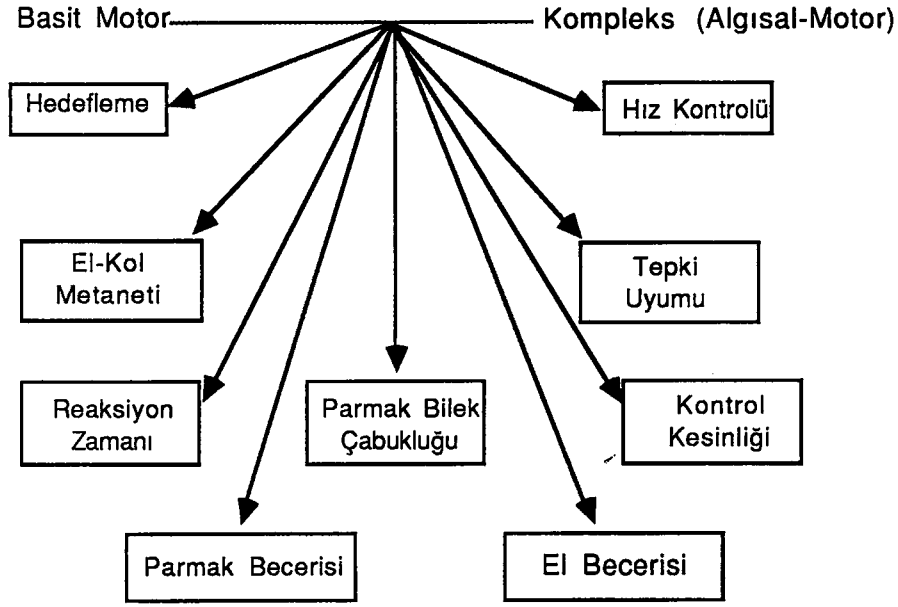 Basit Motor Kompleks (Algısal-Motor)
Hedefleme
Hız Kontrolü
El-Kol
Metaneti
Tepki
Uyumu
Reaksiyon
Zamanı
Parmak Bilek
Çabukluğu
Kontrol
Kesinliği
Parmak Becerisi
El Becerisi